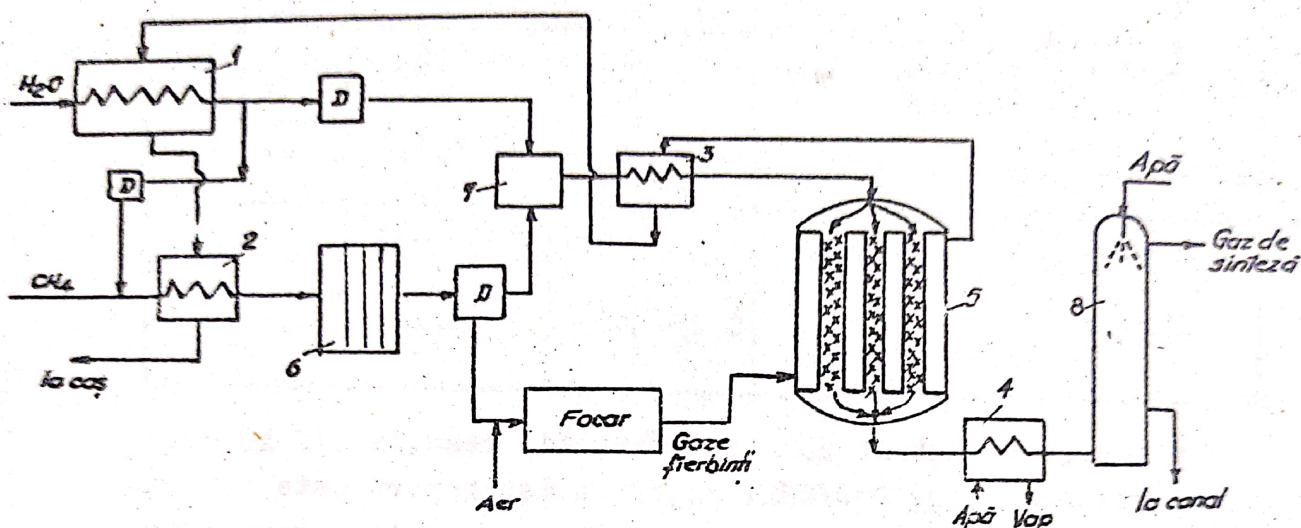 1
H₂O
D
D
7
3
Apă
2
CH₄
D
6
la coș
Gaz de
sinteză
5
8
Focar
Gaze
fierbinti
Aer
4
Apă
Vap
la canal